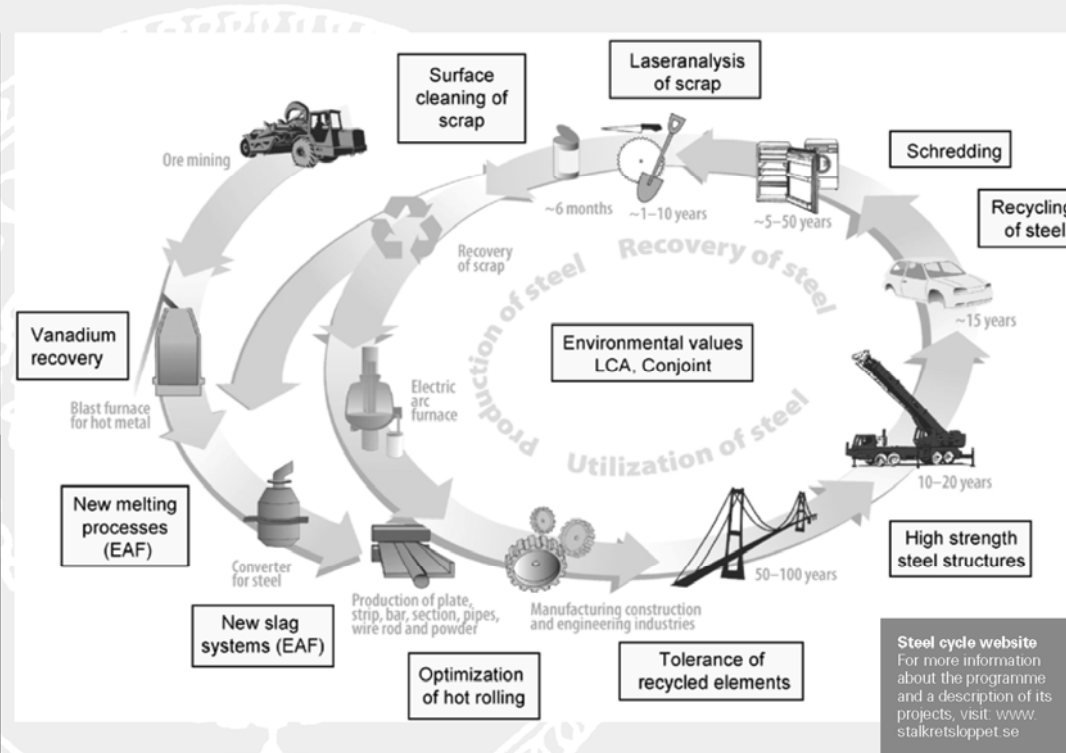 Surface
cleaning of
scrap
Laseranalysis
of scrap
Ore mining
Schredding
Recycling
of steel
~6 months
~1–10 years
~5–50 years
Recovery
of scrap
Production of steel
Recovery of steel
Utilization of steel
~15 years
Vanadium
recovery
Environmental values
LCA, Conjoint
Blast furnace
for hot metal
Electric
arc
furnace
10–20 years
New melting
processes
(EAF)
High strength
steel structures
Converter
for steel
50–100 years
Production of plate,
strip, bar, section, pipes,
wire rod and powder
Manufacturing construction
and engineering industries
New slag
systems (EAF)
Optimization
of hot rolling
Tolerance of
recycled elements
Steel cycle website
For more information
about the programme
and a description of its
projects, visit: www.
stalkretsloppet.se